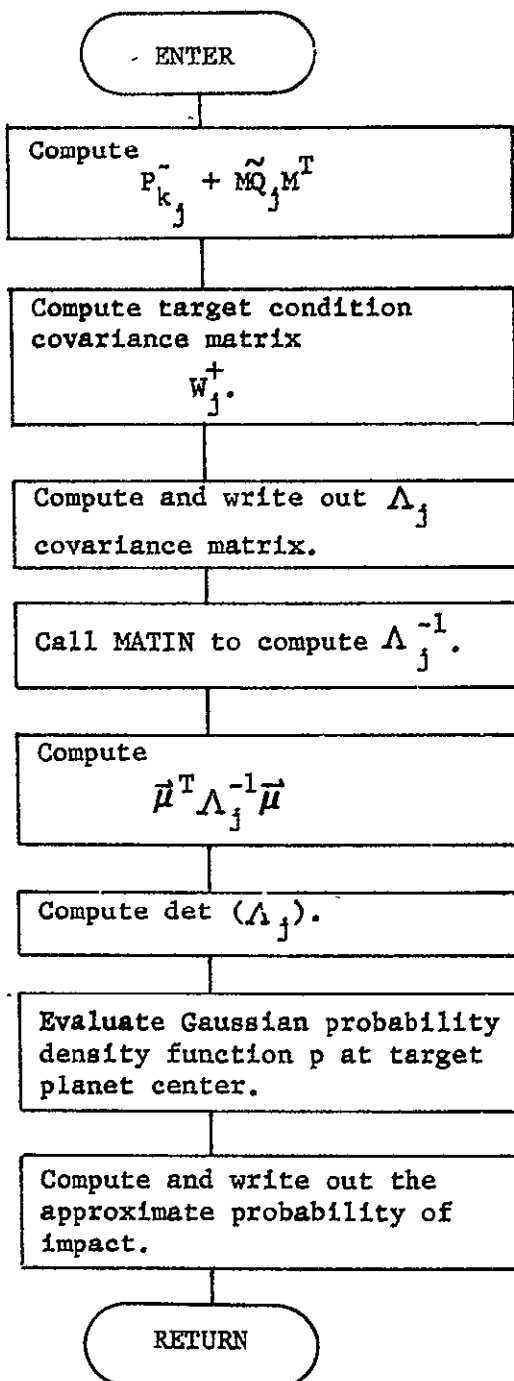 ENTER
Compute
P⁻_{k_j} + MQ̃_jM^T
Compute target condition
covariance matrix
W_j^+.
Compute and write out Λ_j
covariance matrix.
Call MATIN to compute Λ_j^{-1}.
Compute
μ⃗^T Λ_j^{-1} μ⃗
Compute det (Λ_j).
Evaluate Gaussian probability
density function p at target
planet center.
Compute and write out the
approximate probability of
impact.
RETURN